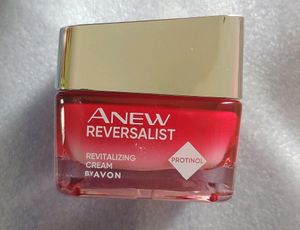 ANEW
REVERSALIST
REVITALIZING
CREAM
BY AVON
PROTINOL